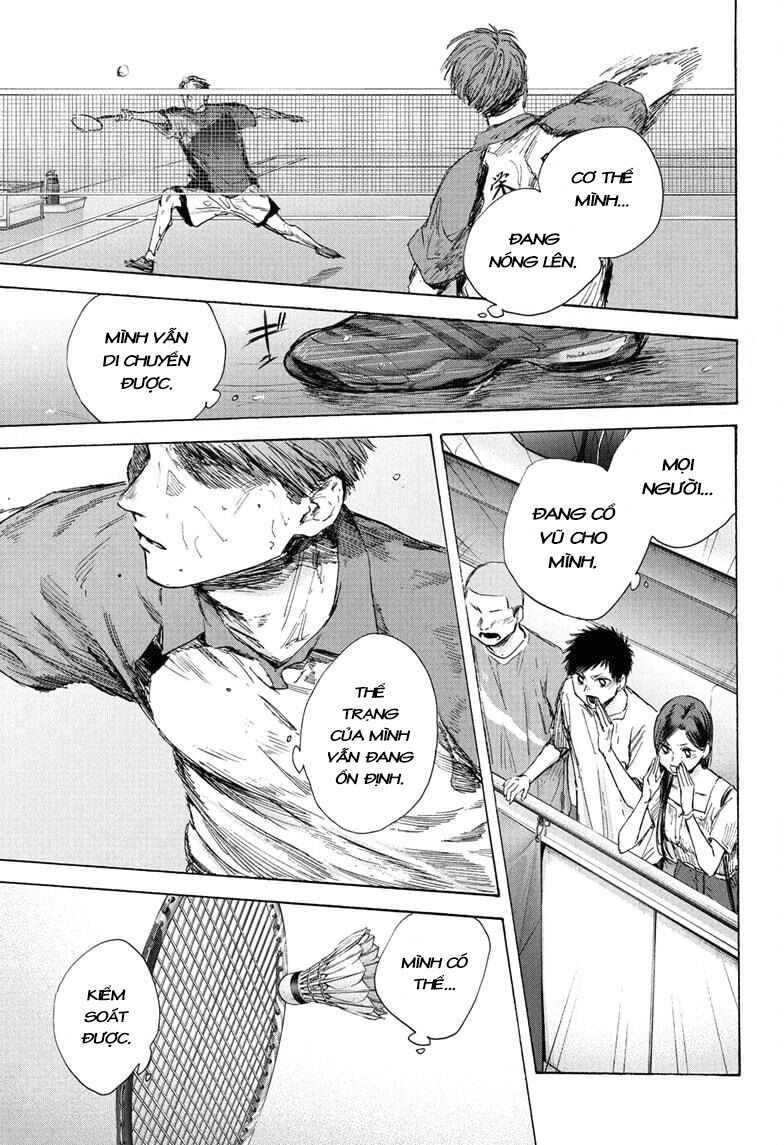 CƠ THỂ
MÌNH...
ĐANG
NÓNG LÊN.
栄
MÌNH VẪN
DI CHUYỂN
ĐƯỢC.
MỌI
NGƯỜI...
ĐANG CỔ
VŨ CHO
MÌNH.
THỂ
TRẠNG
CỦA MÌNH
VẪN ĐANG
ỔN ĐỊNH.
MÌNH CÓ
THỂ...
KIỂM
SOÁT
ĐƯỢC.